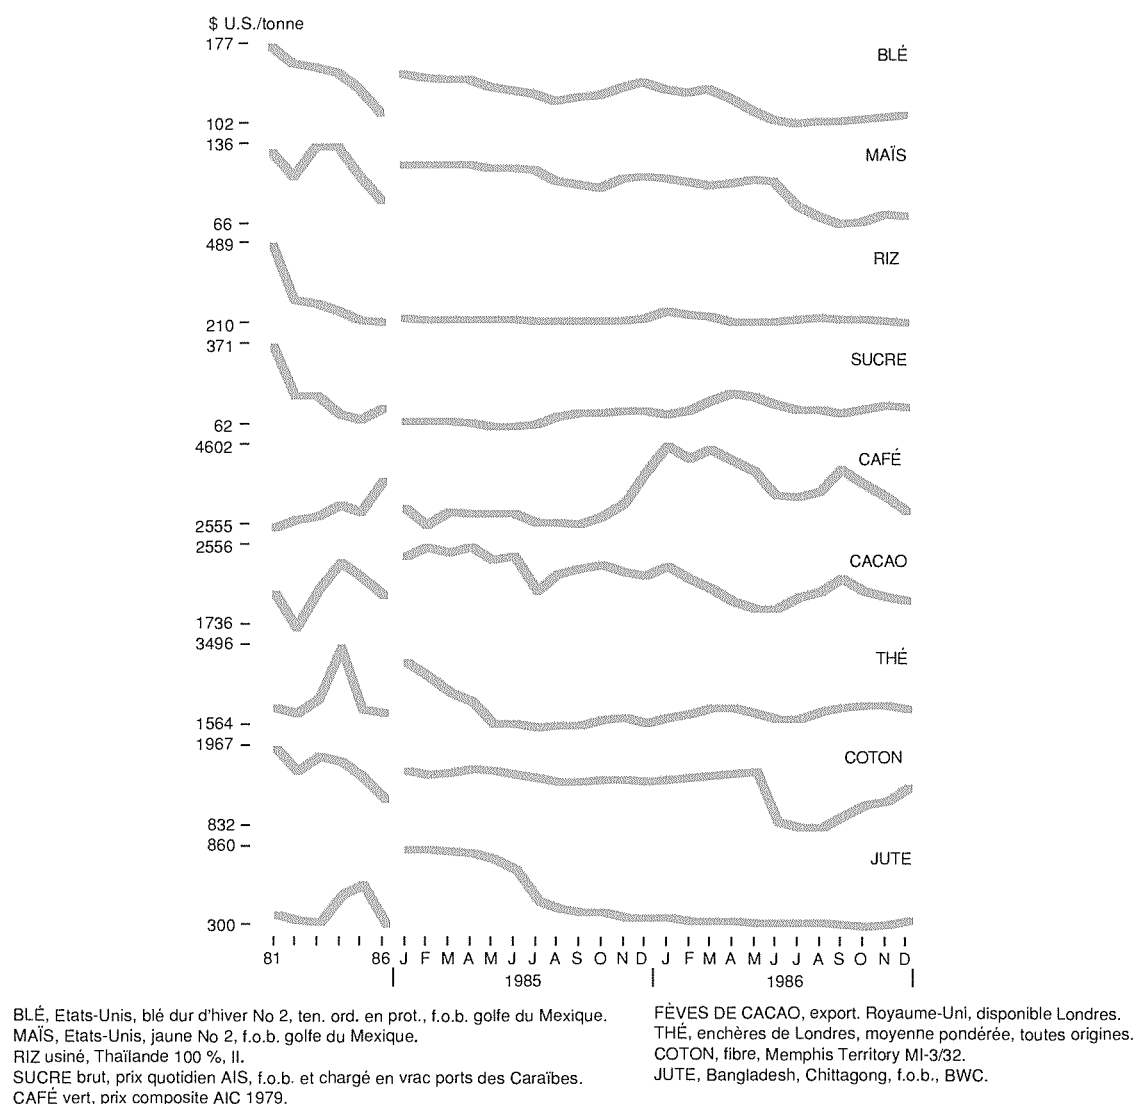 $ U.S./tonne
177
BLÉ
102
136
MAÏS
66
489
RIZ
210
371
SUCRE
62
4602
CAFÉ
2555
2556
CACAO
1736
3496
THÉ
1564
1967
COTON
832
860
JUTE
300
81 86 J F M A M J J A S O N D J F M A M J J A S O N D
1985 1986
BLÉ, Etats-Unis, blé dur d'hiver No 2, ten. ord. en prot., f.o.b. golfe du Mexique.
MAÏS, Etats-Unis, jaune No 2, f.o.b. golfe du Mexique.
RIZ usiné, Thaïlande 100 %, II.
SUCRE brut, prix quotidien AIS, f.o.b. et chargé en vrac ports des Caraïbes.
CAFÉ vert, prix composite AIC 1979.
FÈVES DE CACAO, export. Royaume-Uni, disponible Londres.
THÉ, enchères de Londres, moyenne pondérée, toutes origines.
COTON, fibre, Memphis Territory MI-3/32.
JUTE, Bangladesh, Chittagong, f.o.b., BWC.